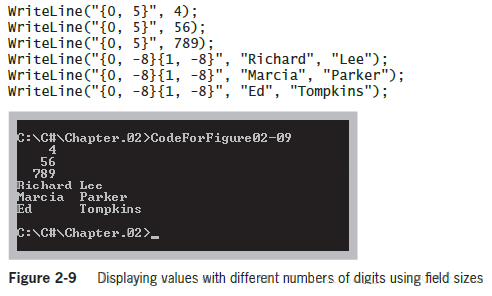 WriteLine("{0, 5}", 4);
WriteLine("{0, 5}", 56);
WriteLine("{0, 5}", 789);
WriteLine("{0, -8}{1, -8}", "Richard", "Lee");
WriteLine("{0, -8}{1, -8}", "Marcia", "Parker");
WriteLine("{0, -8}{1, -8}", "Ed", "Tompkins");
C:\C#\Chapter.02>CodeForFigure02-09
4
56
789
Richard Lee
Marcia Parker
Ed Tompkins
C:\C#\Chapter.02>_
Figure 2-9 Displaying values with different numbers of digits using field sizes